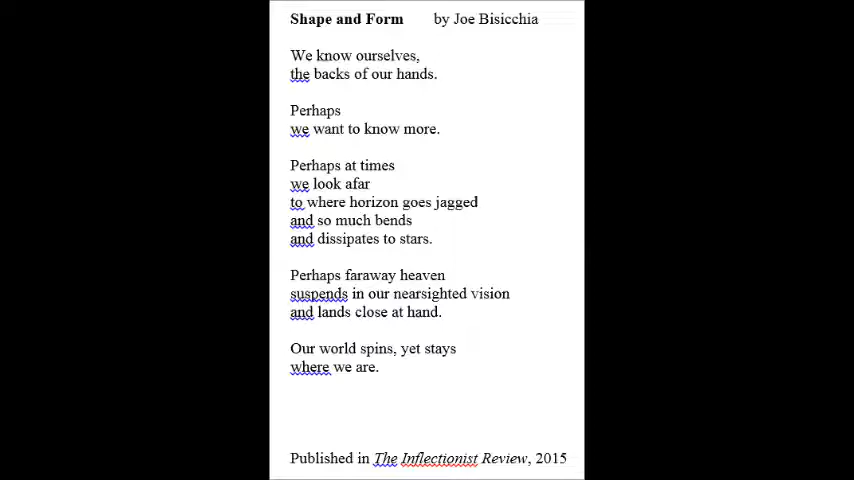 Shape and Form by Joe Bisicchia
We know ourselves,
the backs of our hands.
Perhaps
we want to know more.
Perhaps at times
we look afar
to where horizon goes jagged
and so much bends
and dissipates to stars.
Perhaps faraway heaven
suspends in our nearsighted vision
and lands close at hand.
Our world spins, yet stays
where we are.
Published in The Inflectionist Review, 2015